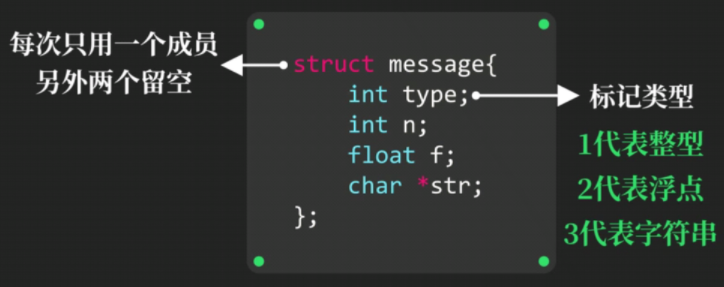 每次只用一个成员
另外两个留空
struct message{
int type;
int n;
float f;
char *str;
};
标记类型
1代表整型
2代表浮点
3代表字符串